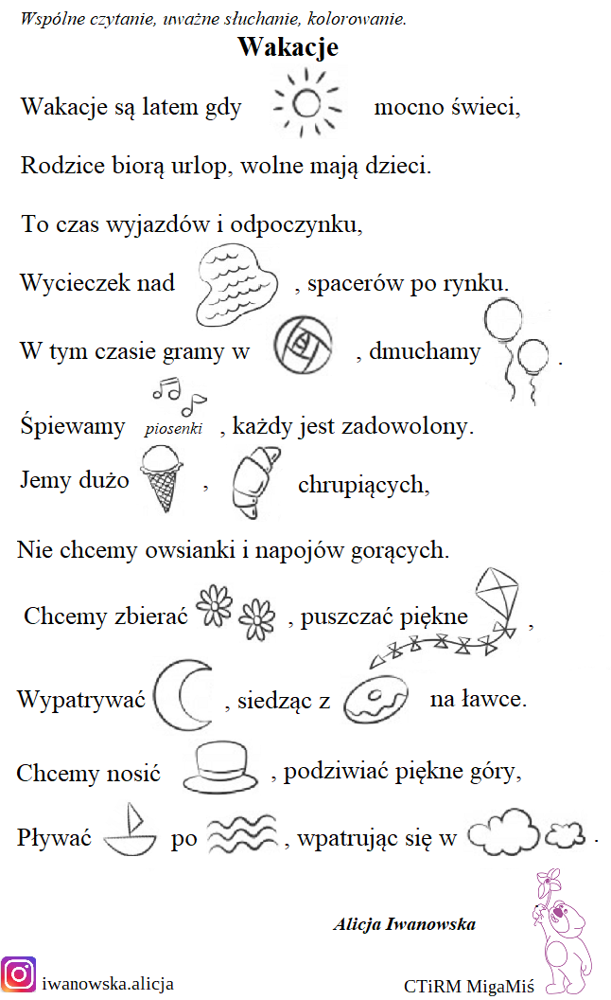 Wspólne czytanie, uważne słuchanie, kolorowanie.
Wakacje
Wakacje są latem gdy mocno świeci,
Rodzice biorą urlop, wolne mają dzieci.
To czas wyjazdów i odpoczynku,
Wycieczek nad , spacerów po rynku.
W tym czasie gramy w , dmuchamy .
Śpiewamy piosenki , każdy jest zadowolony.
Jemy dużo , chrupiących,
Nie chcemy owsianki i napojów gorących.
Chcemy zbierać , puszczać piękne ,
Wypatrywać , siedząc z na ławce.
Chcemy nosić , podziwiać piękne góry,
Pływać po , wpatrując się w .
Alicja Iwanowska
iwanowska.alicja
CTiRM MigaMiś